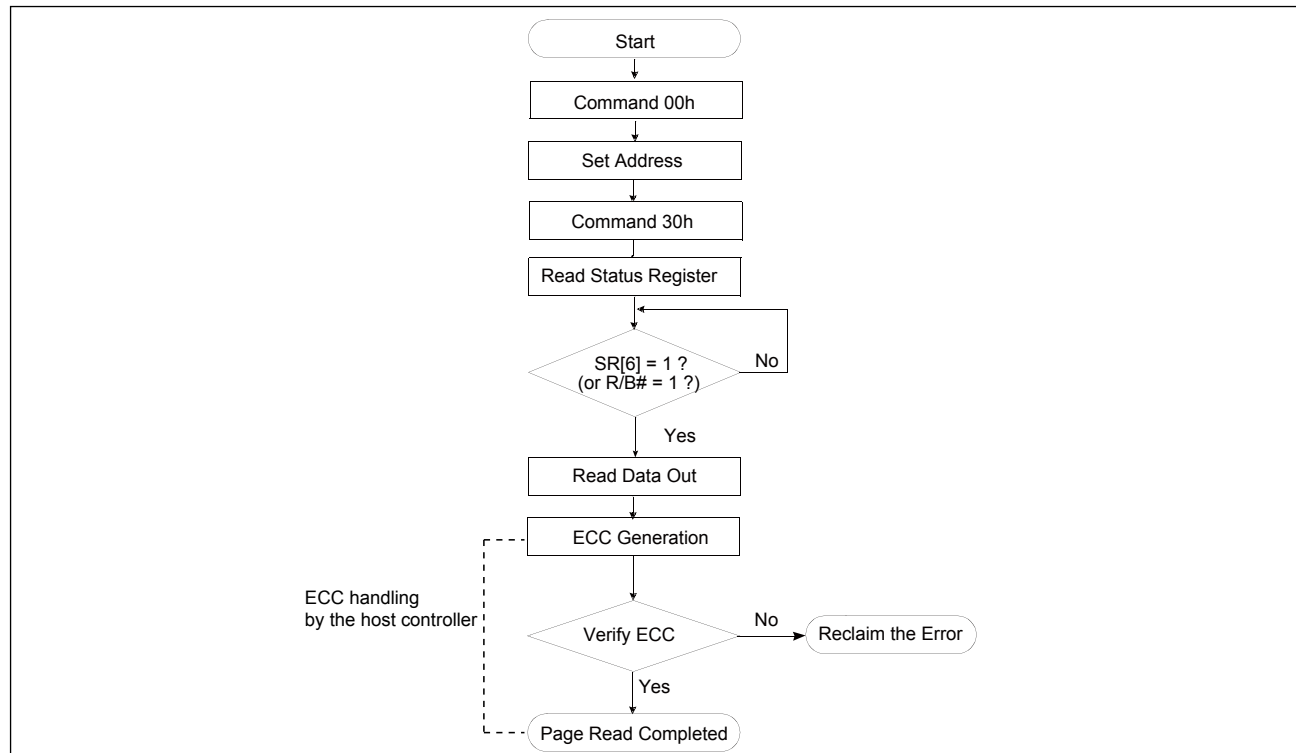 Start
Command 00h
Set Address
Command 30h
Read Status Register
SR[6] = 1 ?
(or R/B# = 1 ?)
No
Yes
Read Data Out
ECC Generation
ECC handling
by the host controller
Verify ECC
No
Reclaim the Error
Yes
Page Read Completed